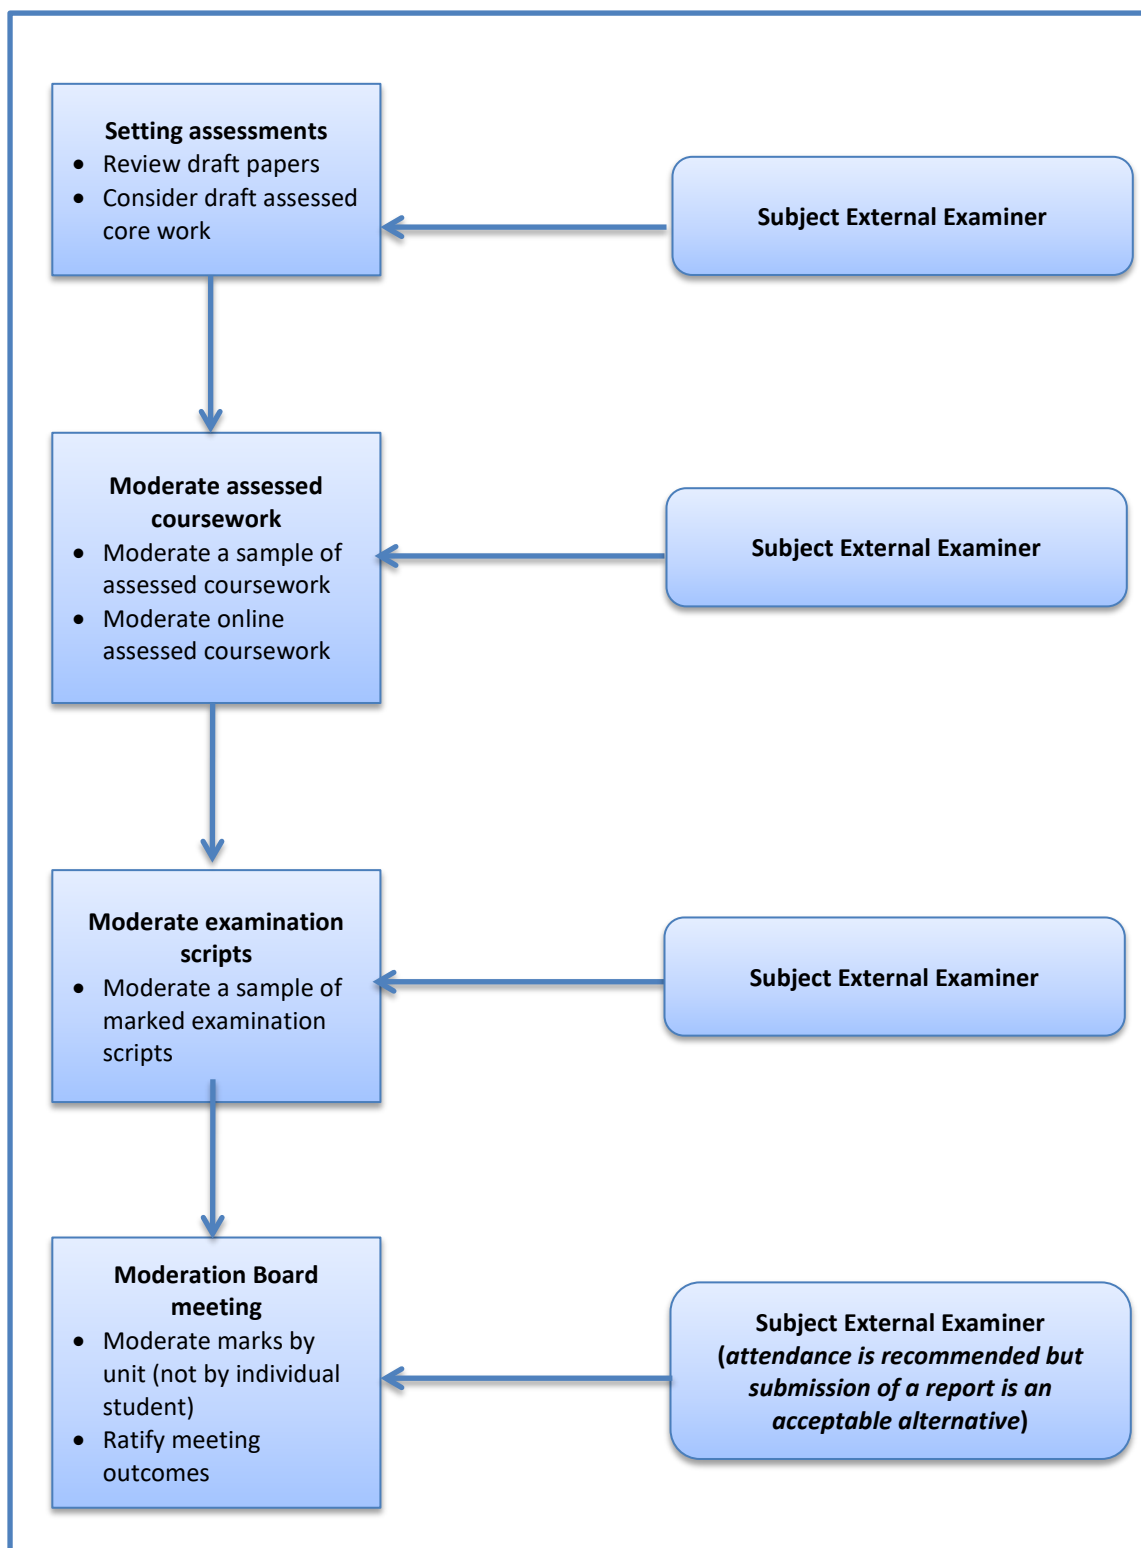 Setting assessments
• Review draft papers
• Consider draft assessed
core work
Subject External Examiner
Moderate assessed
coursework
• Moderate a sample of
assessed coursework
• Moderate online
assessed coursework
Subject External Examiner
Moderate examination
scripts
• Moderate a sample of
marked examination
scripts
Subject External Examiner
Moderation Board
meeting
• Moderate marks by
unit (not by individual
student)
• Ratify meeting
outcomes
Subject External Examiner
(attendance is recommended but
submission of a report is an
acceptable alternative)